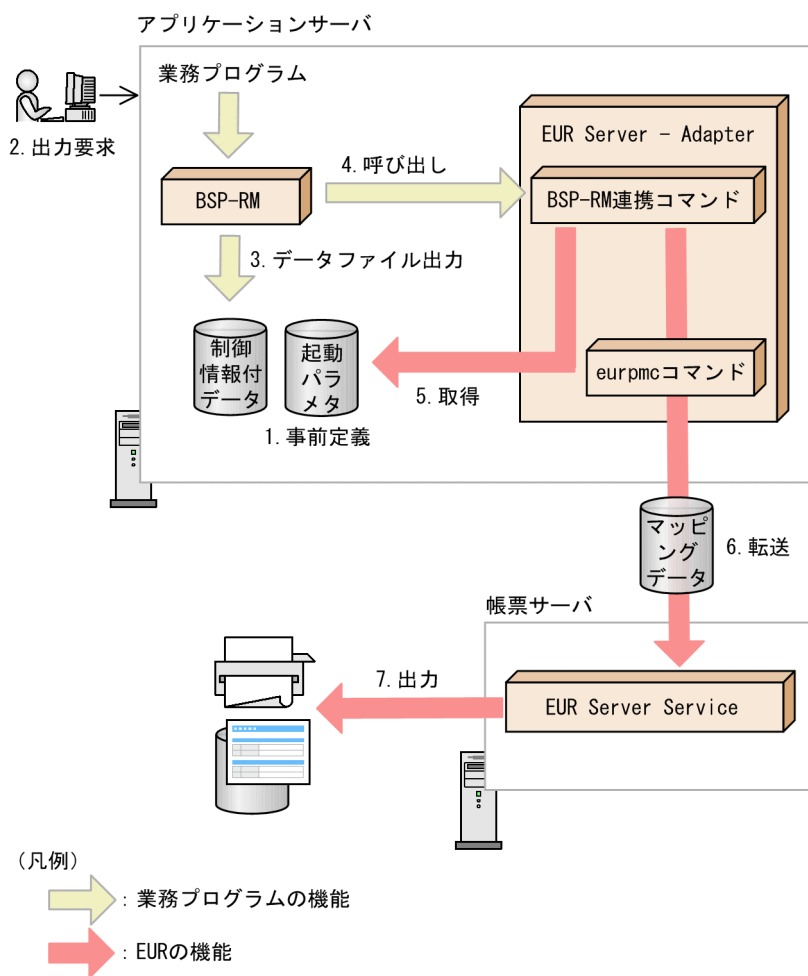 アプリケーションサーバ
業務プログラム
2.出力要求
EUR Server － Adapter
4.呼び出し
BSP-RM
BSP-RM連携コマンド
3.データファイル出力
制御
情報付
データ
起動
パラ
メタ
eurpmcコマンド
5.取得
1.事前定義
マッピ
ング
データ
6.転送
帳票サーバ
7.出力
EUR Server Service
（凡例）
：業務プログラムの機能
：EURの機能